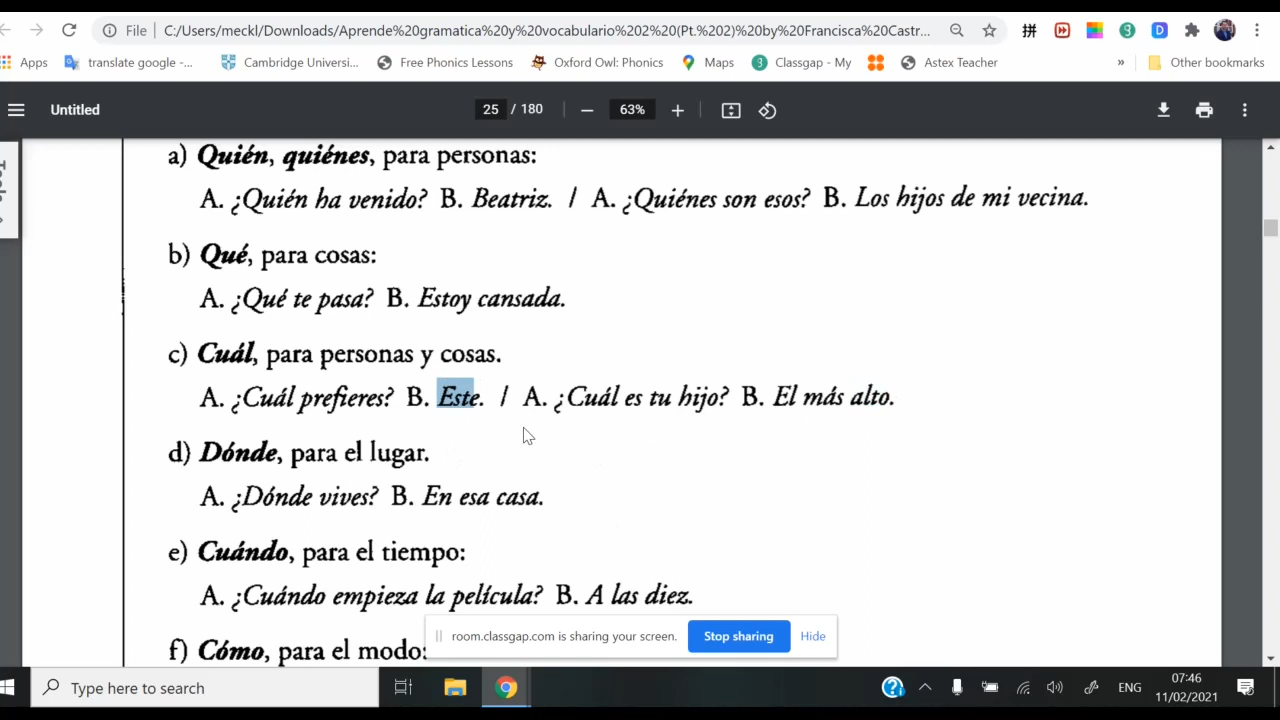 File | C:/Users/meckl/Downloads/Aprende%20gramatica%20y%20vocabulario%202%20(Pt.%202)%20by%20Francisca%20Castr...
Apps translate google -... Cambridge Universi... Free Phonics Lessons Oxford Owl: Phonics Maps Classgap - My Astex Teacher » Other bookmarks
Untitled 25 / 180 — 63% +
a) Quién, quiénes, para personas:
A. ¿Quién ha venido? B. Beatriz. / A. ¿Quiénes son esos? B. Los hijos de mi vecina.
b) Qué, para cosas:
A. ¿Qué te pasa? B. Estoy cansada.
c) Cuál, para personas y cosas.
A. ¿Cuál prefieres? B. Este. / A. ¿Cuál es tu hijo? B. El más alto.
d) Dónde, para el lugar.
A. ¿Dónde vives? B. En esa casa.
e) Cuándo, para el tiempo:
A. ¿Cuándo empieza la película? B. A las diez.
room.classgap.com is sharing your screen. Stop sharing Hide
f) Cómo, para el modo:
Type here to search
ENG
07:46
11/02/2021